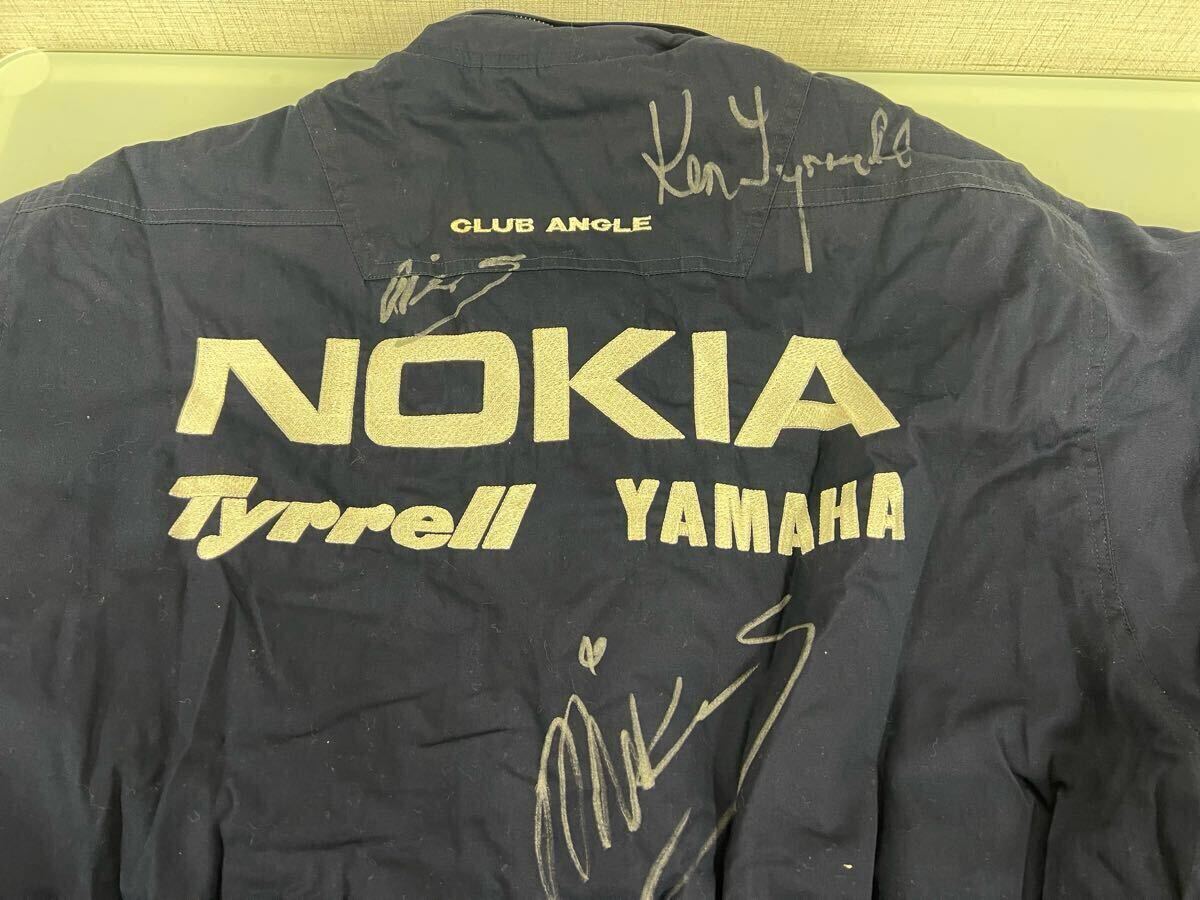 Ken Tyrrell
CLUB ANGLE
NOKIA
Tyrrell YAMAHA